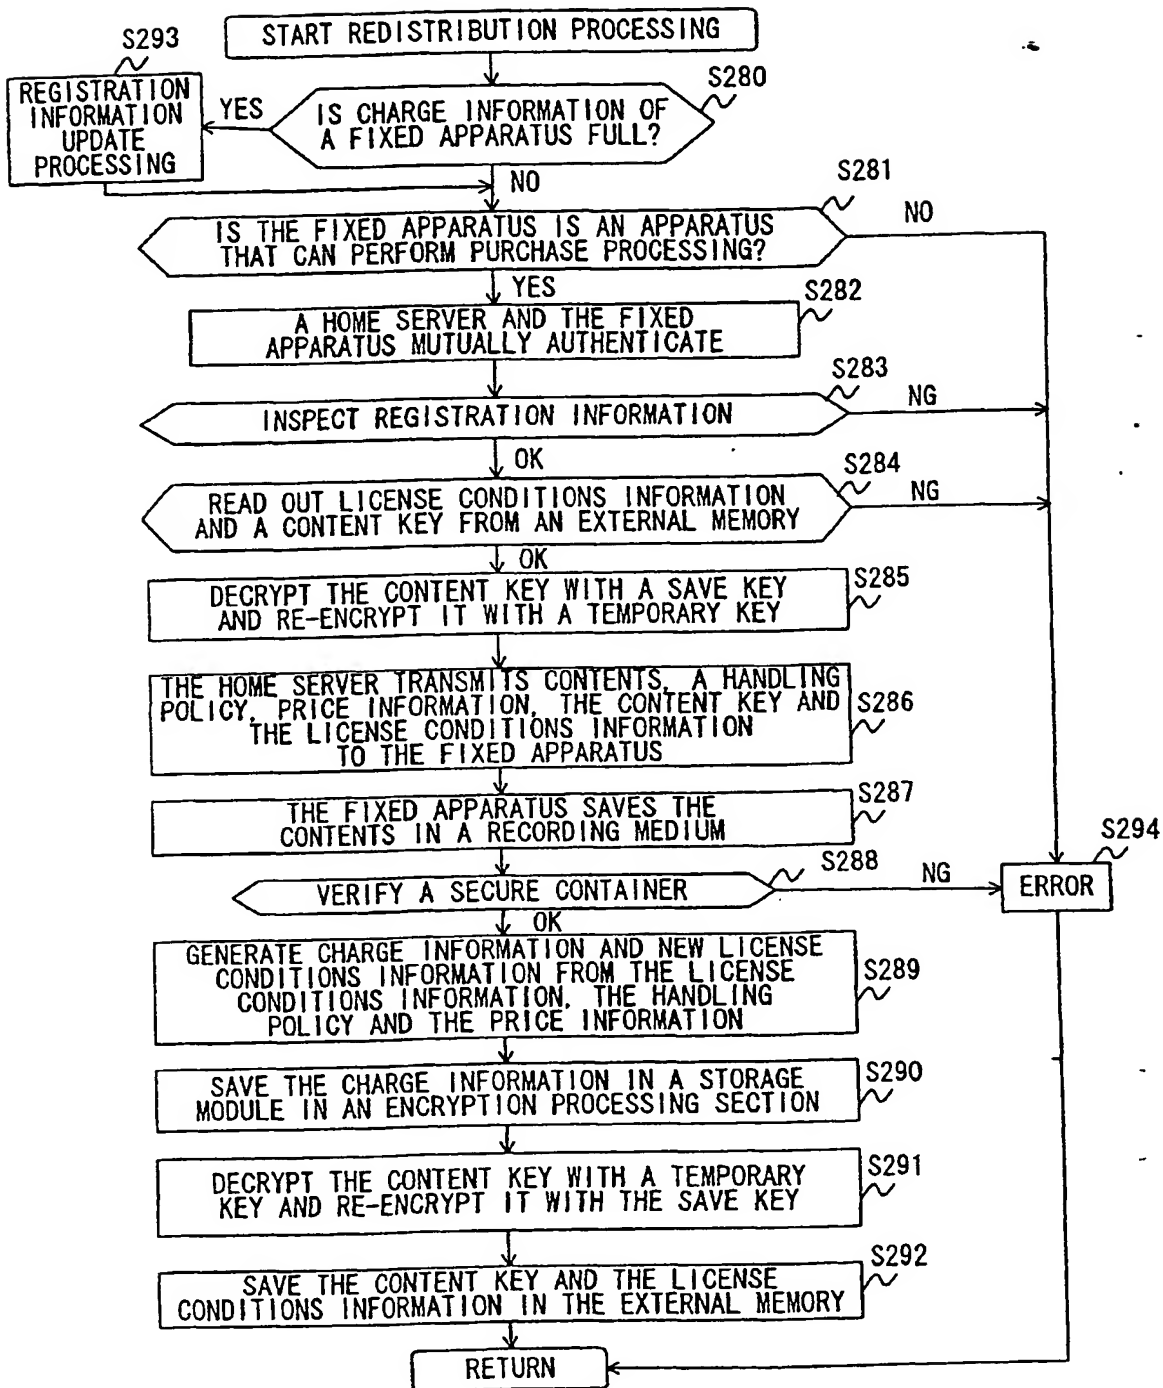 START REDISTRIBUTION PROCESSING
S293
REGISTRATION
INFORMATION
UPDATE
PROCESSING
YES
S280
IS CHARGE INFORMATION OF
A FIXED APPARATUS FULL?
NO
S281
IS THE FIXED APPARATUS IS AN APPARATUS
THAT CAN PERFORM PURCHASE PROCESSING?
NO
YES
S282
A HOME SERVER AND THE FIXED
APPARATUS MUTUALLY AUTHENTICATE
S283
INSPECT REGISTRATION INFORMATION
NG
OK
S284
READ OUT LICENSE CONDITIONS INFORMATION
AND A CONTENT KEY FROM AN EXTERNAL MEMORY
NG
OK
S285
DECRYPT THE CONTENT KEY WITH A SAVE KEY
AND RE-ENCRYPT IT WITH A TEMPORARY KEY
THE HOME SERVER TRANSMITS CONTENTS, A HANDLING
POLICY, PRICE INFORMATION, THE CONTENT KEY AND
THE LICENSE CONDITIONS INFORMATION
TO THE FIXED APPARATUS
S286
THE FIXED APPARATUS SAVES THE
CONTENTS IN A RECORDING MEDIUM
S287
S288
VERIFY A SECURE CONTAINER
NG
S294
ERROR
OK
GENERATE CHARGE INFORMATION AND NEW LICENSE
CONDITIONS INFORMATION FROM THE LICENSE
CONDITIONS INFORMATION, THE HANDLING
POLICY AND THE PRICE INFORMATION
S289
SAVE THE CHARGE INFORMATION IN A STORAGE
MODULE IN AN ENCRYPTION PROCESSING SECTION
S290
DECRYPT THE CONTENT KEY WITH A TEMPORARY
KEY AND RE-ENCRYPT IT WITH THE SAVE KEY
S291
SAVE THE CONTENT KEY AND THE LICENSE
CONDITIONS INFORMATION IN THE EXTERNAL MEMORY
S292
RETURN